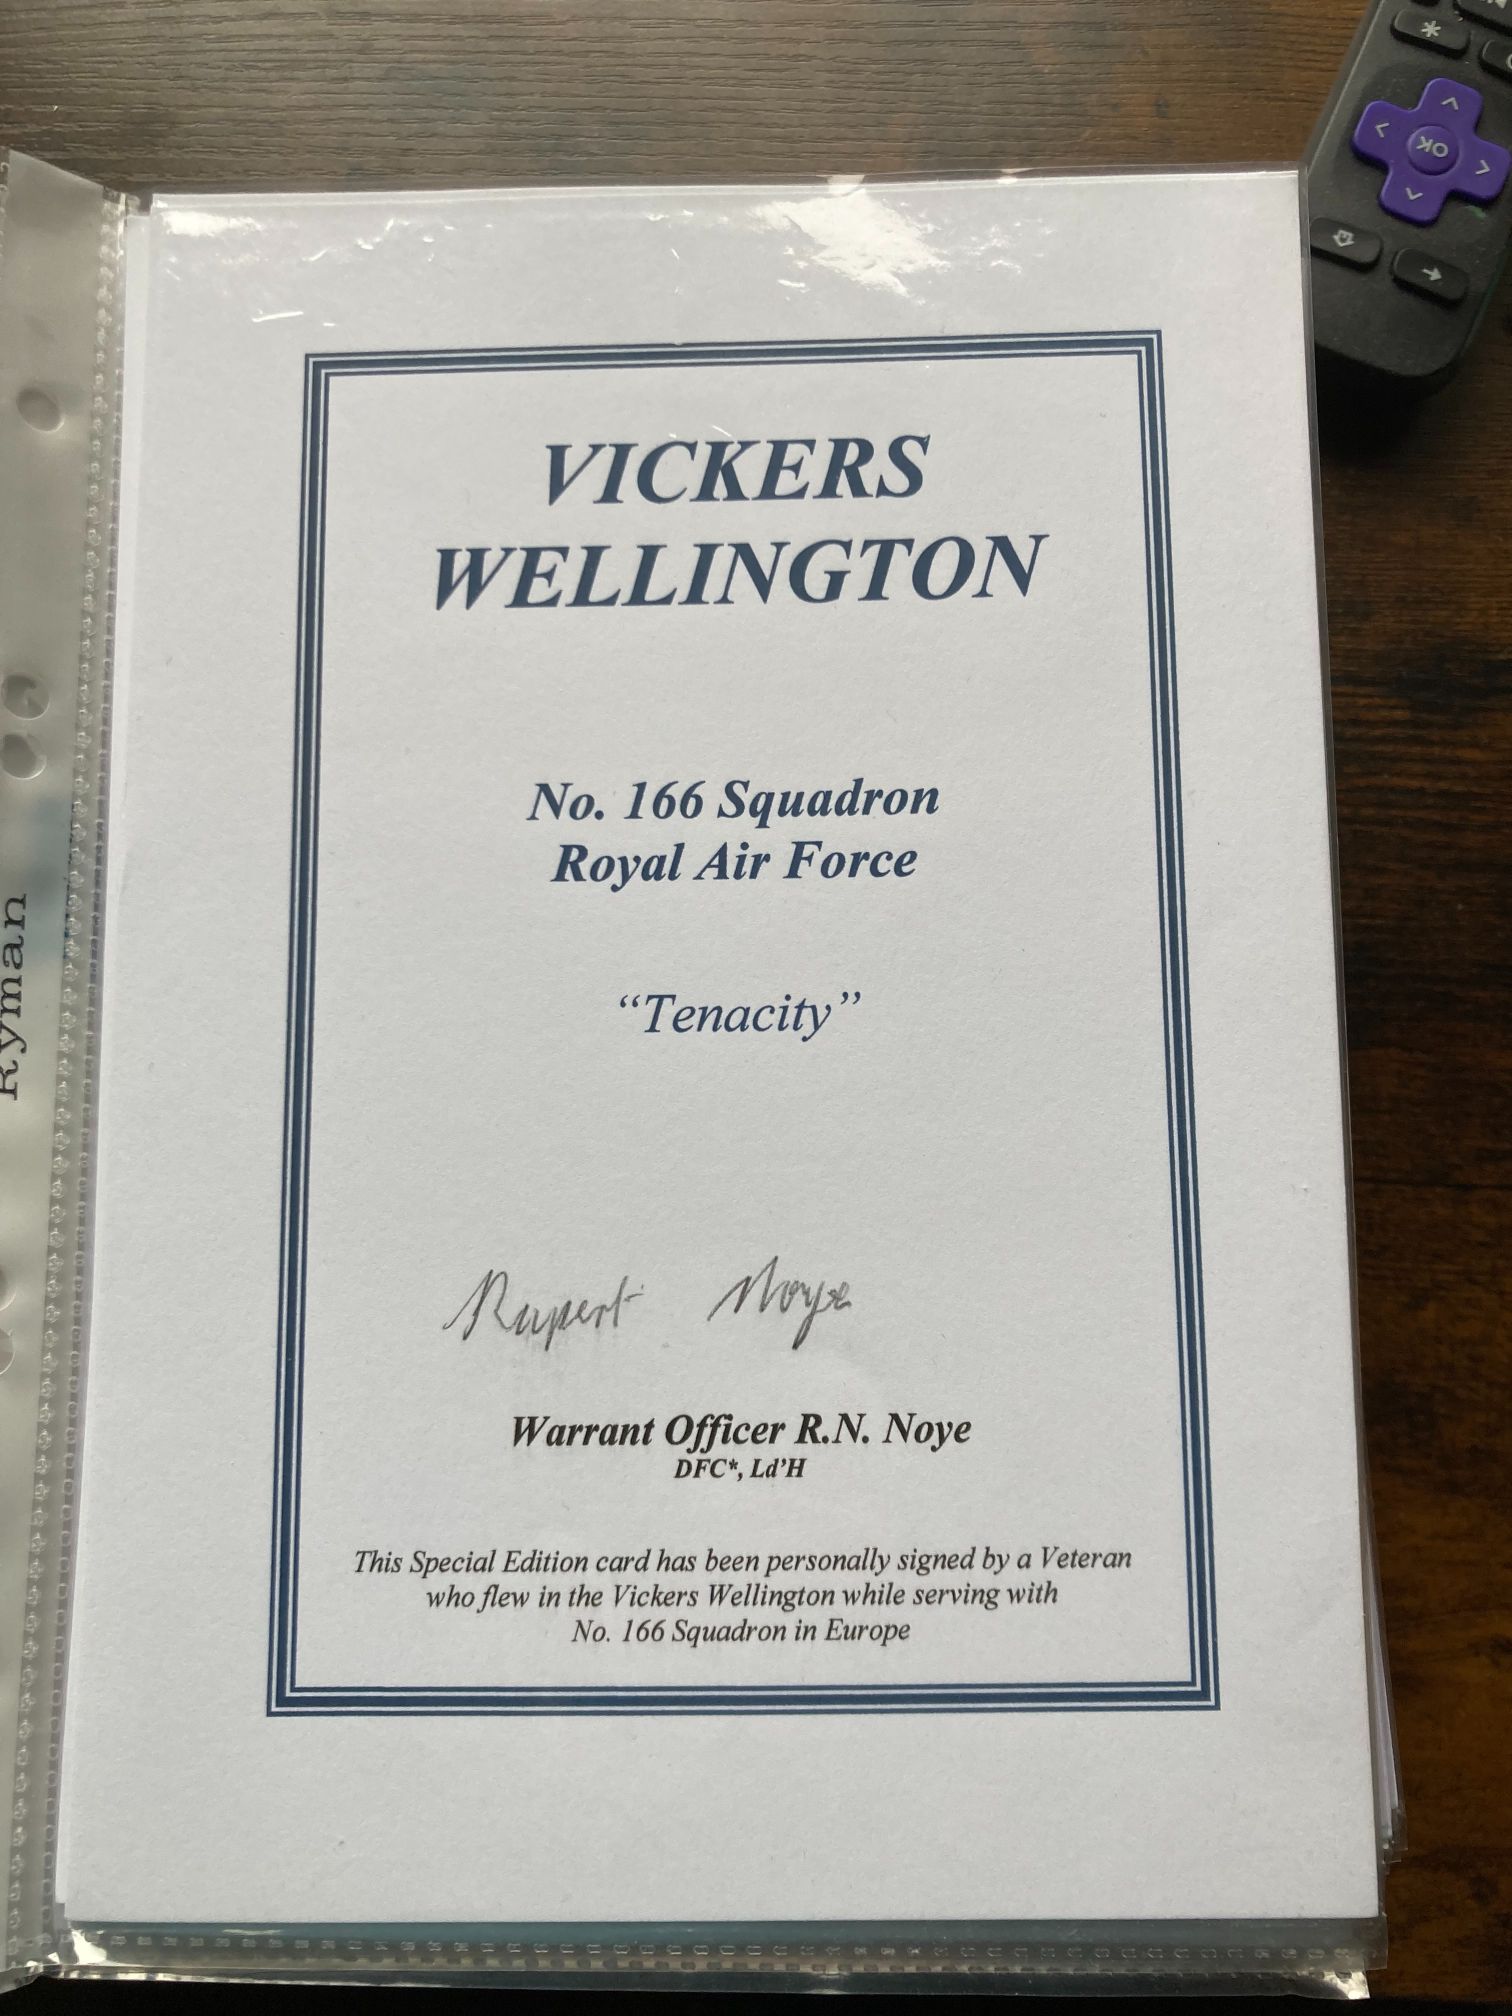 VICKERS
WELLINGTON
No. 166 Squadron
Royal Air Force
“Tenacity”
Rupert Noye
Warrant Officer R.N. Noye
DFC*, Ld’H
This Special Edition card has been personally signed by a Veteran
who flew in the Vickers Wellington while serving with
No. 166 Squadron in Europe
Ryman
OK